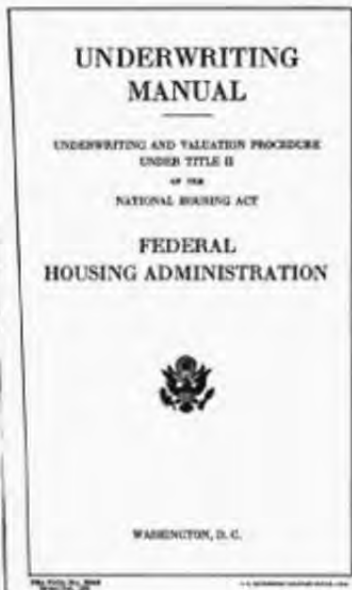 UNDERWRITING
MANUAL
UNDERWRITING AND VALUATION PROCEDURE
UNDER TITLE II
OF THE
NATIONAL HOUSING ACT
FEDERAL
HOUSING ADMINISTRATION
WASHINGTON, D. C.